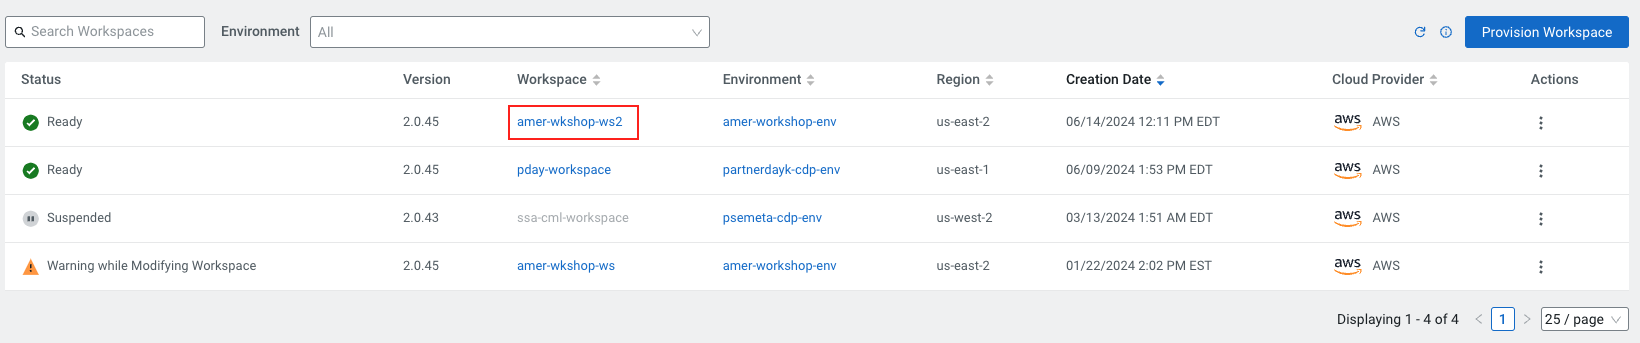 Search Workspaces Environment All Provision Workspace
Status Version Workspace Environment Region Creation Date Cloud Provider Actions
Ready 2.0.45 amer-wkshop-ws2 amer-workshop-env us-east-2 06/14/2024 12:11 PM EDT aws AWS
Ready 2.0.45 pday-workspace partnerdayk-cdp-env us-east-1 06/09/2024 1:53 PM EDT aws AWS
Suspended 2.0.43 ssa-cml-workspace psemeta-cdp-env us-west-2 03/13/2024 1:51 AM EDT aws AWS
Warning while Modifying Workspace 2.0.45 amer-wkshop-ws amer-workshop-env us-east-2 01/22/2024 2:02 PM EST aws AWS
Displaying 1 - 4 of 4 < 1 > 25 / page